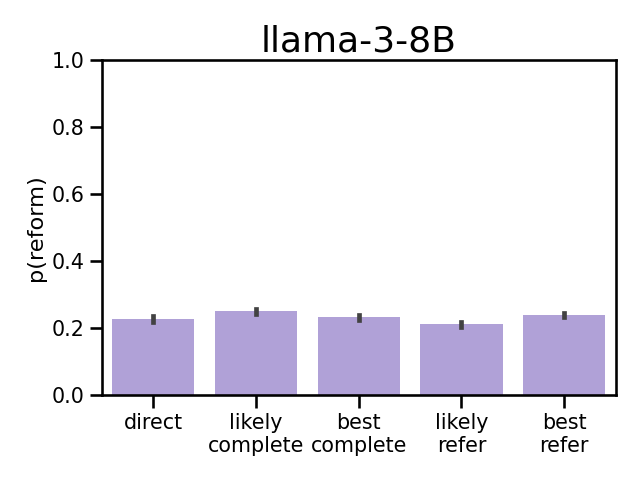 llama-3-8B
p(reform)
1.0
0.8
0.6
0.4
0.2
0.0
direct
likely complete
best complete
likely refer
best refer